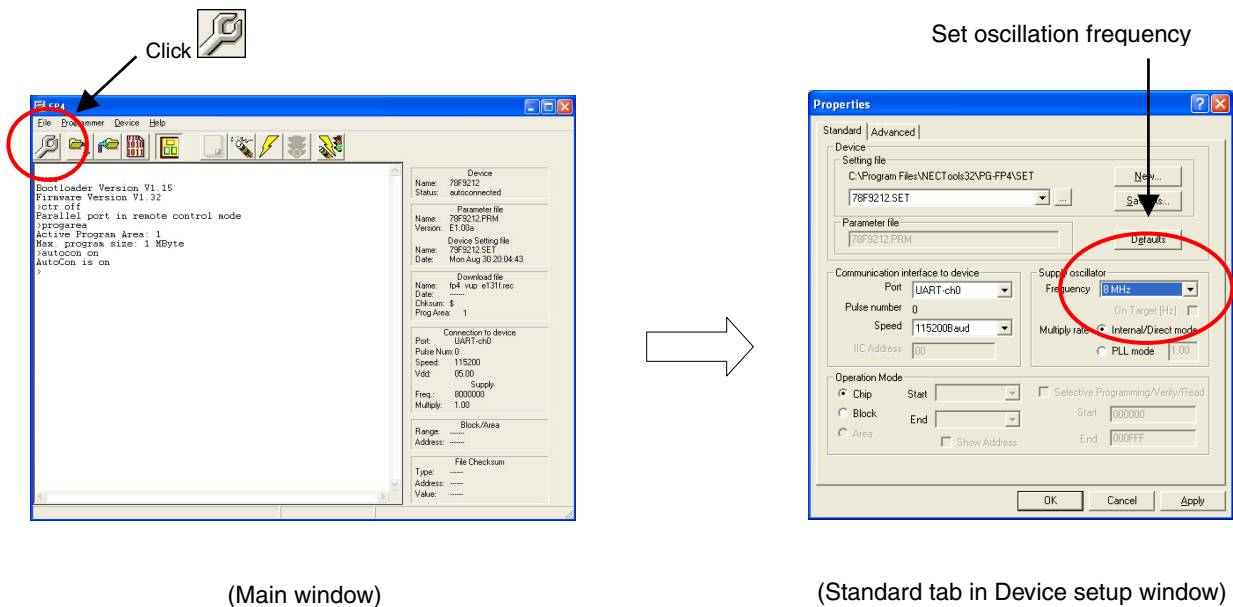 Click
Set oscillation frequency
FP4
File Programmer Device Help
Bootloader Version V1.15
Firmware Version V1.32
>ctr off
Parallel port in remote control mode
>progarea
Active Program Area: 1
Max. program size: 1 MByte
>autocon on
AutoCon is on
>
Device
Name: 78F9212
Status: autoconnected
Parameter file
Name: 78F9212.PRM
Version: E1.00a
Device Setting file
Name: 79F9212.SET
Date: Mon Aug 30 20:04:43
Download file
Name: fp4_vup_e131f.rec
Date: ------
Chksum: $
Prog Area: 1
Connection to device
Port: UART-ch0
Pulse Num: 0
Speed: 115200
Vdd: 05.00
Supply
Freq.: 8000000
Multiply: 1.00
Block/Area
Range: ------
Address: ------
File Checksum
Type: ------
Address: ------
Value: ------
(Main window)
Properties
Standard Advanced
Device
Setting file
C:\Program Files\NECTools32\PG-FP4\SET
New...
78F9212.SET
...
Parameter file
78F9212.PRM
Defaults
Communication interface to device
Port UART-ch0
Pulse number 0
Speed 115200Baud
IIC Address 00
Supply oscillator
Frequency 8 MHz
On Target [Hz]
Multiply rate Internal/Direct mode
PLL mode 1.00
Operation Mode
Chip Start
Block End
Area
Show Address
Selective Programming/Verify/Read
Start 000000
End 000FFF
OK Cancel Apply
(Standard tab in Device setup window)